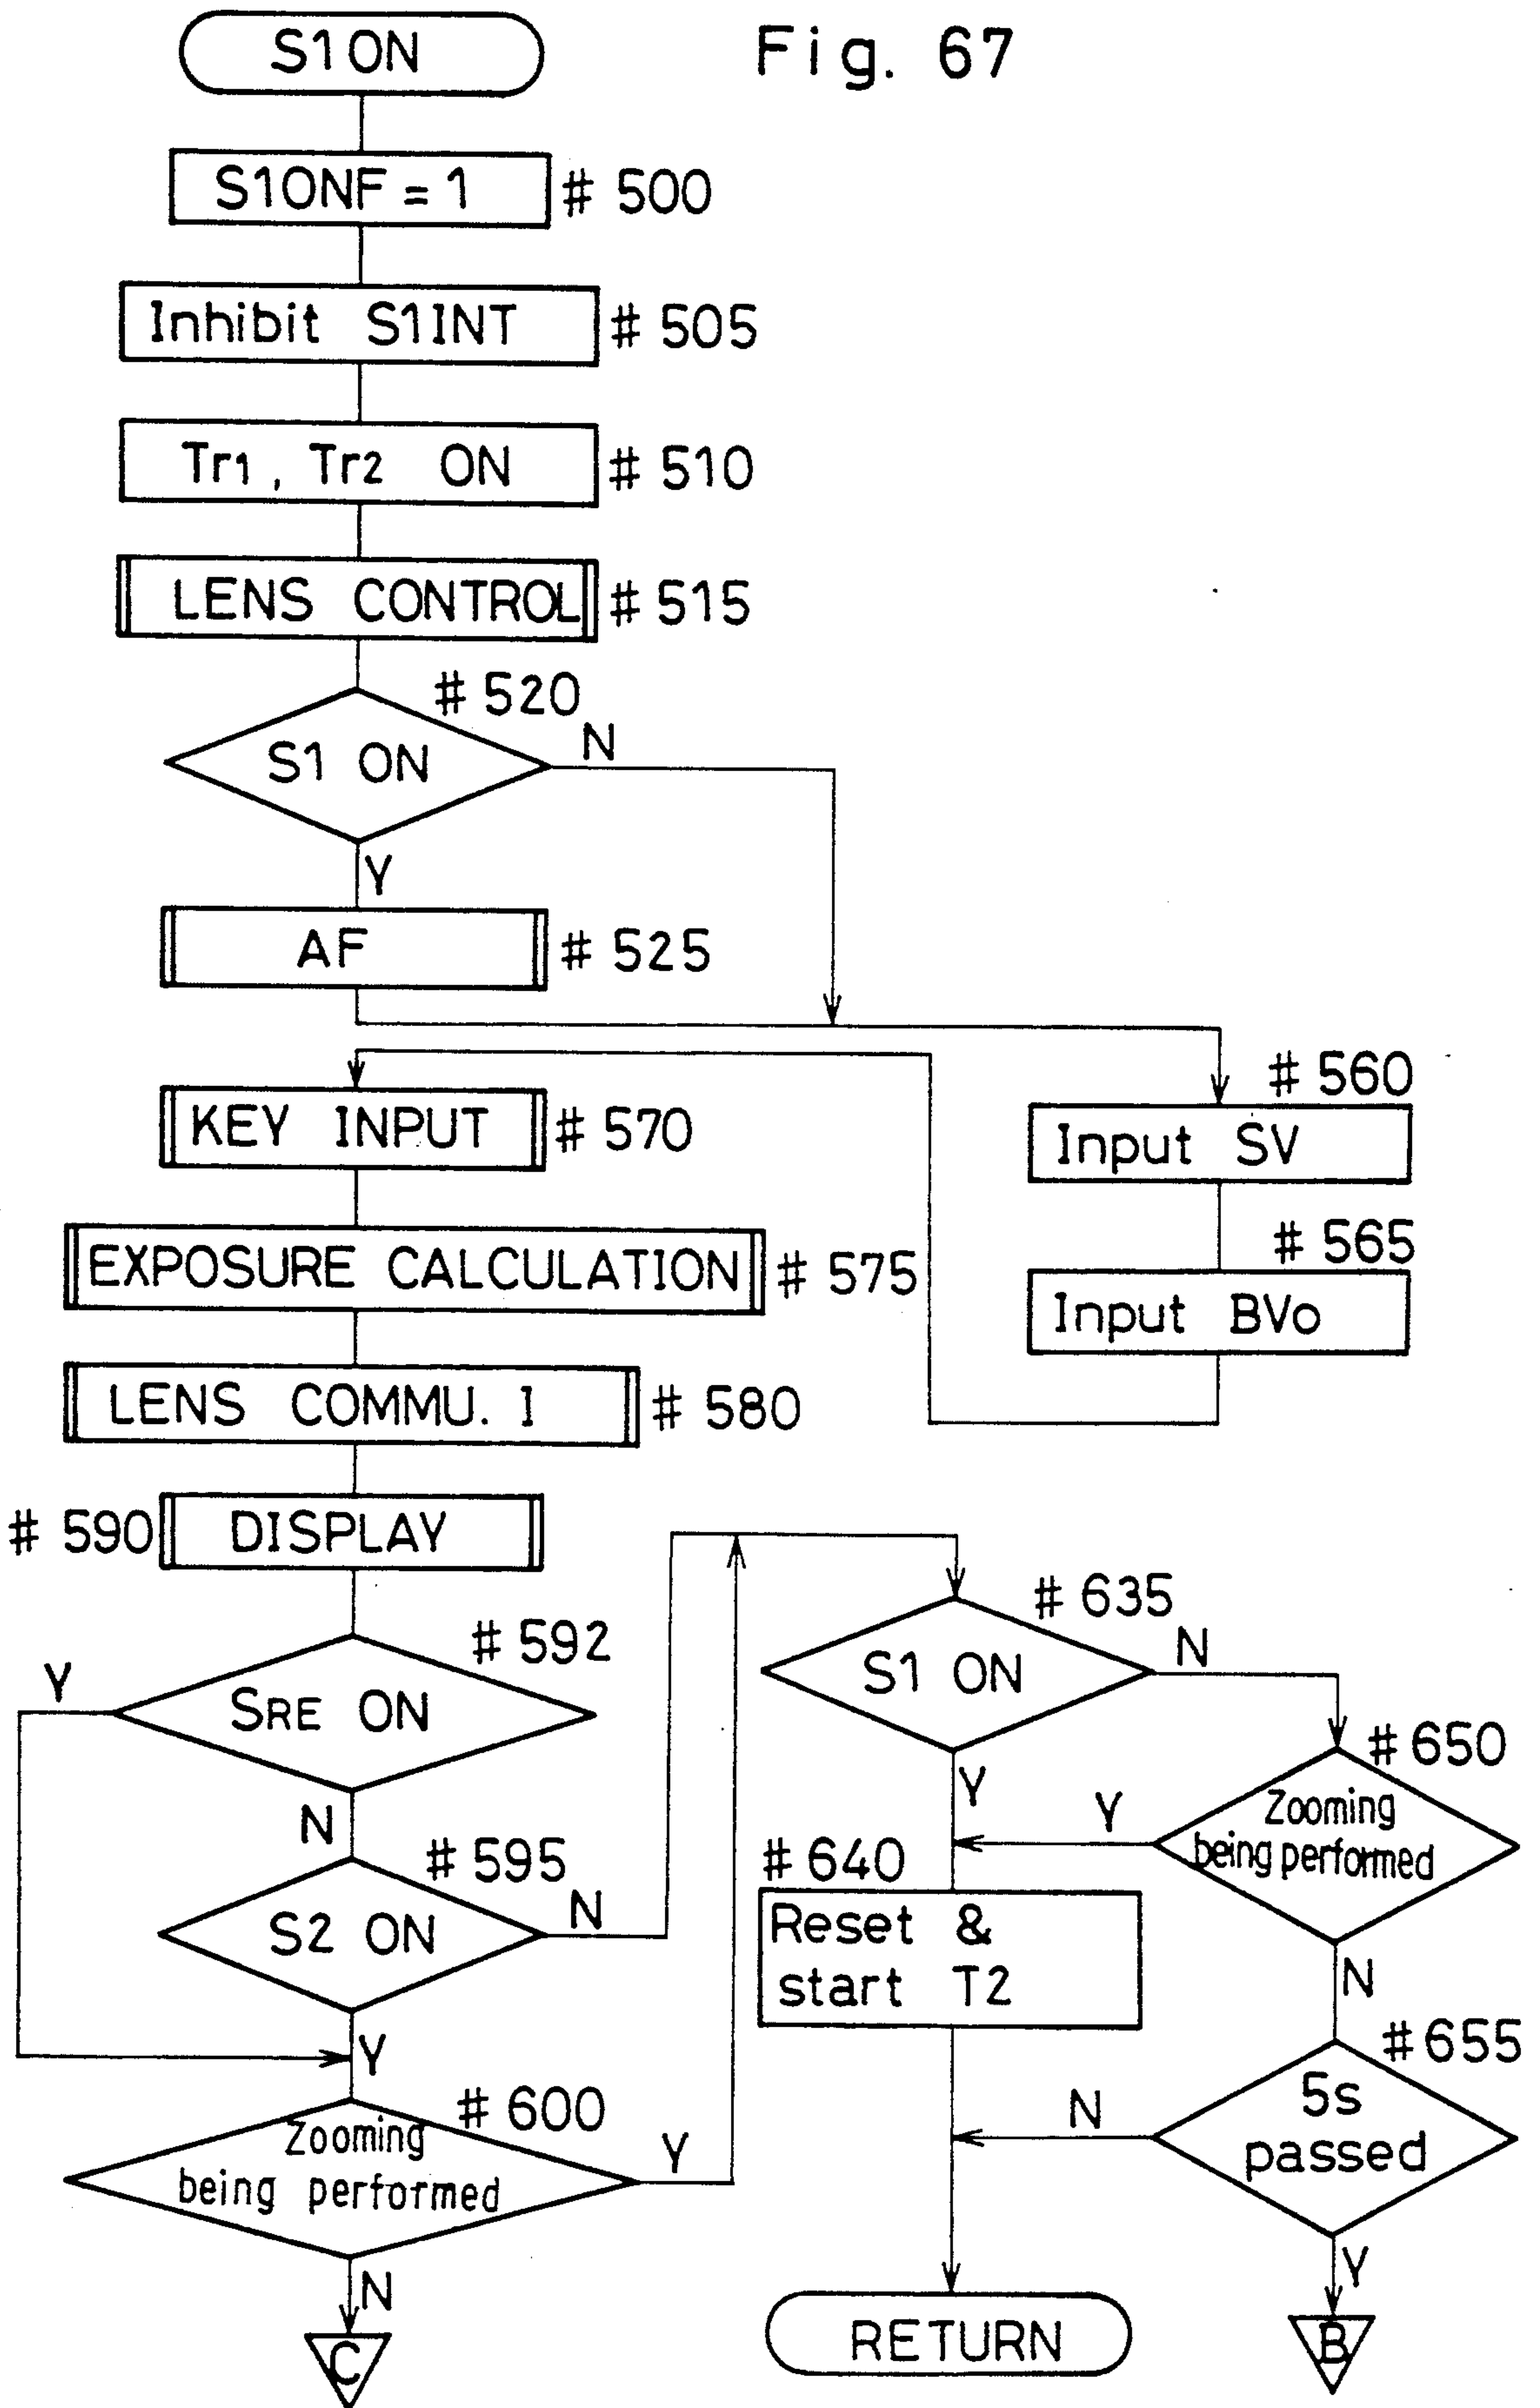 Fig. 67
S1 ON
S1ONF = 1
# 500
Inhibit S1INT
# 505
Tr1, Tr2 ON
# 510
LENS CONTROL
# 515
# 520
S1 ON
N
Y
AF
# 525
# 560
Input SV
# 565
Input BVo
KEY INPUT
# 570
EXPOSURE CALCULATION
# 575
LENS COMMU. I
# 580
# 590
DISPLAY
# 592
SRE ON
Y
N
# 595
S2 ON
N
Y
# 600
Zooming
being performed
Y
N
C
# 635
S1 ON
N
Y
# 650
Zooming
being performed
Y
N
# 640
Reset &
start T2
# 655
5s
passed
N
Y
RETURN
B